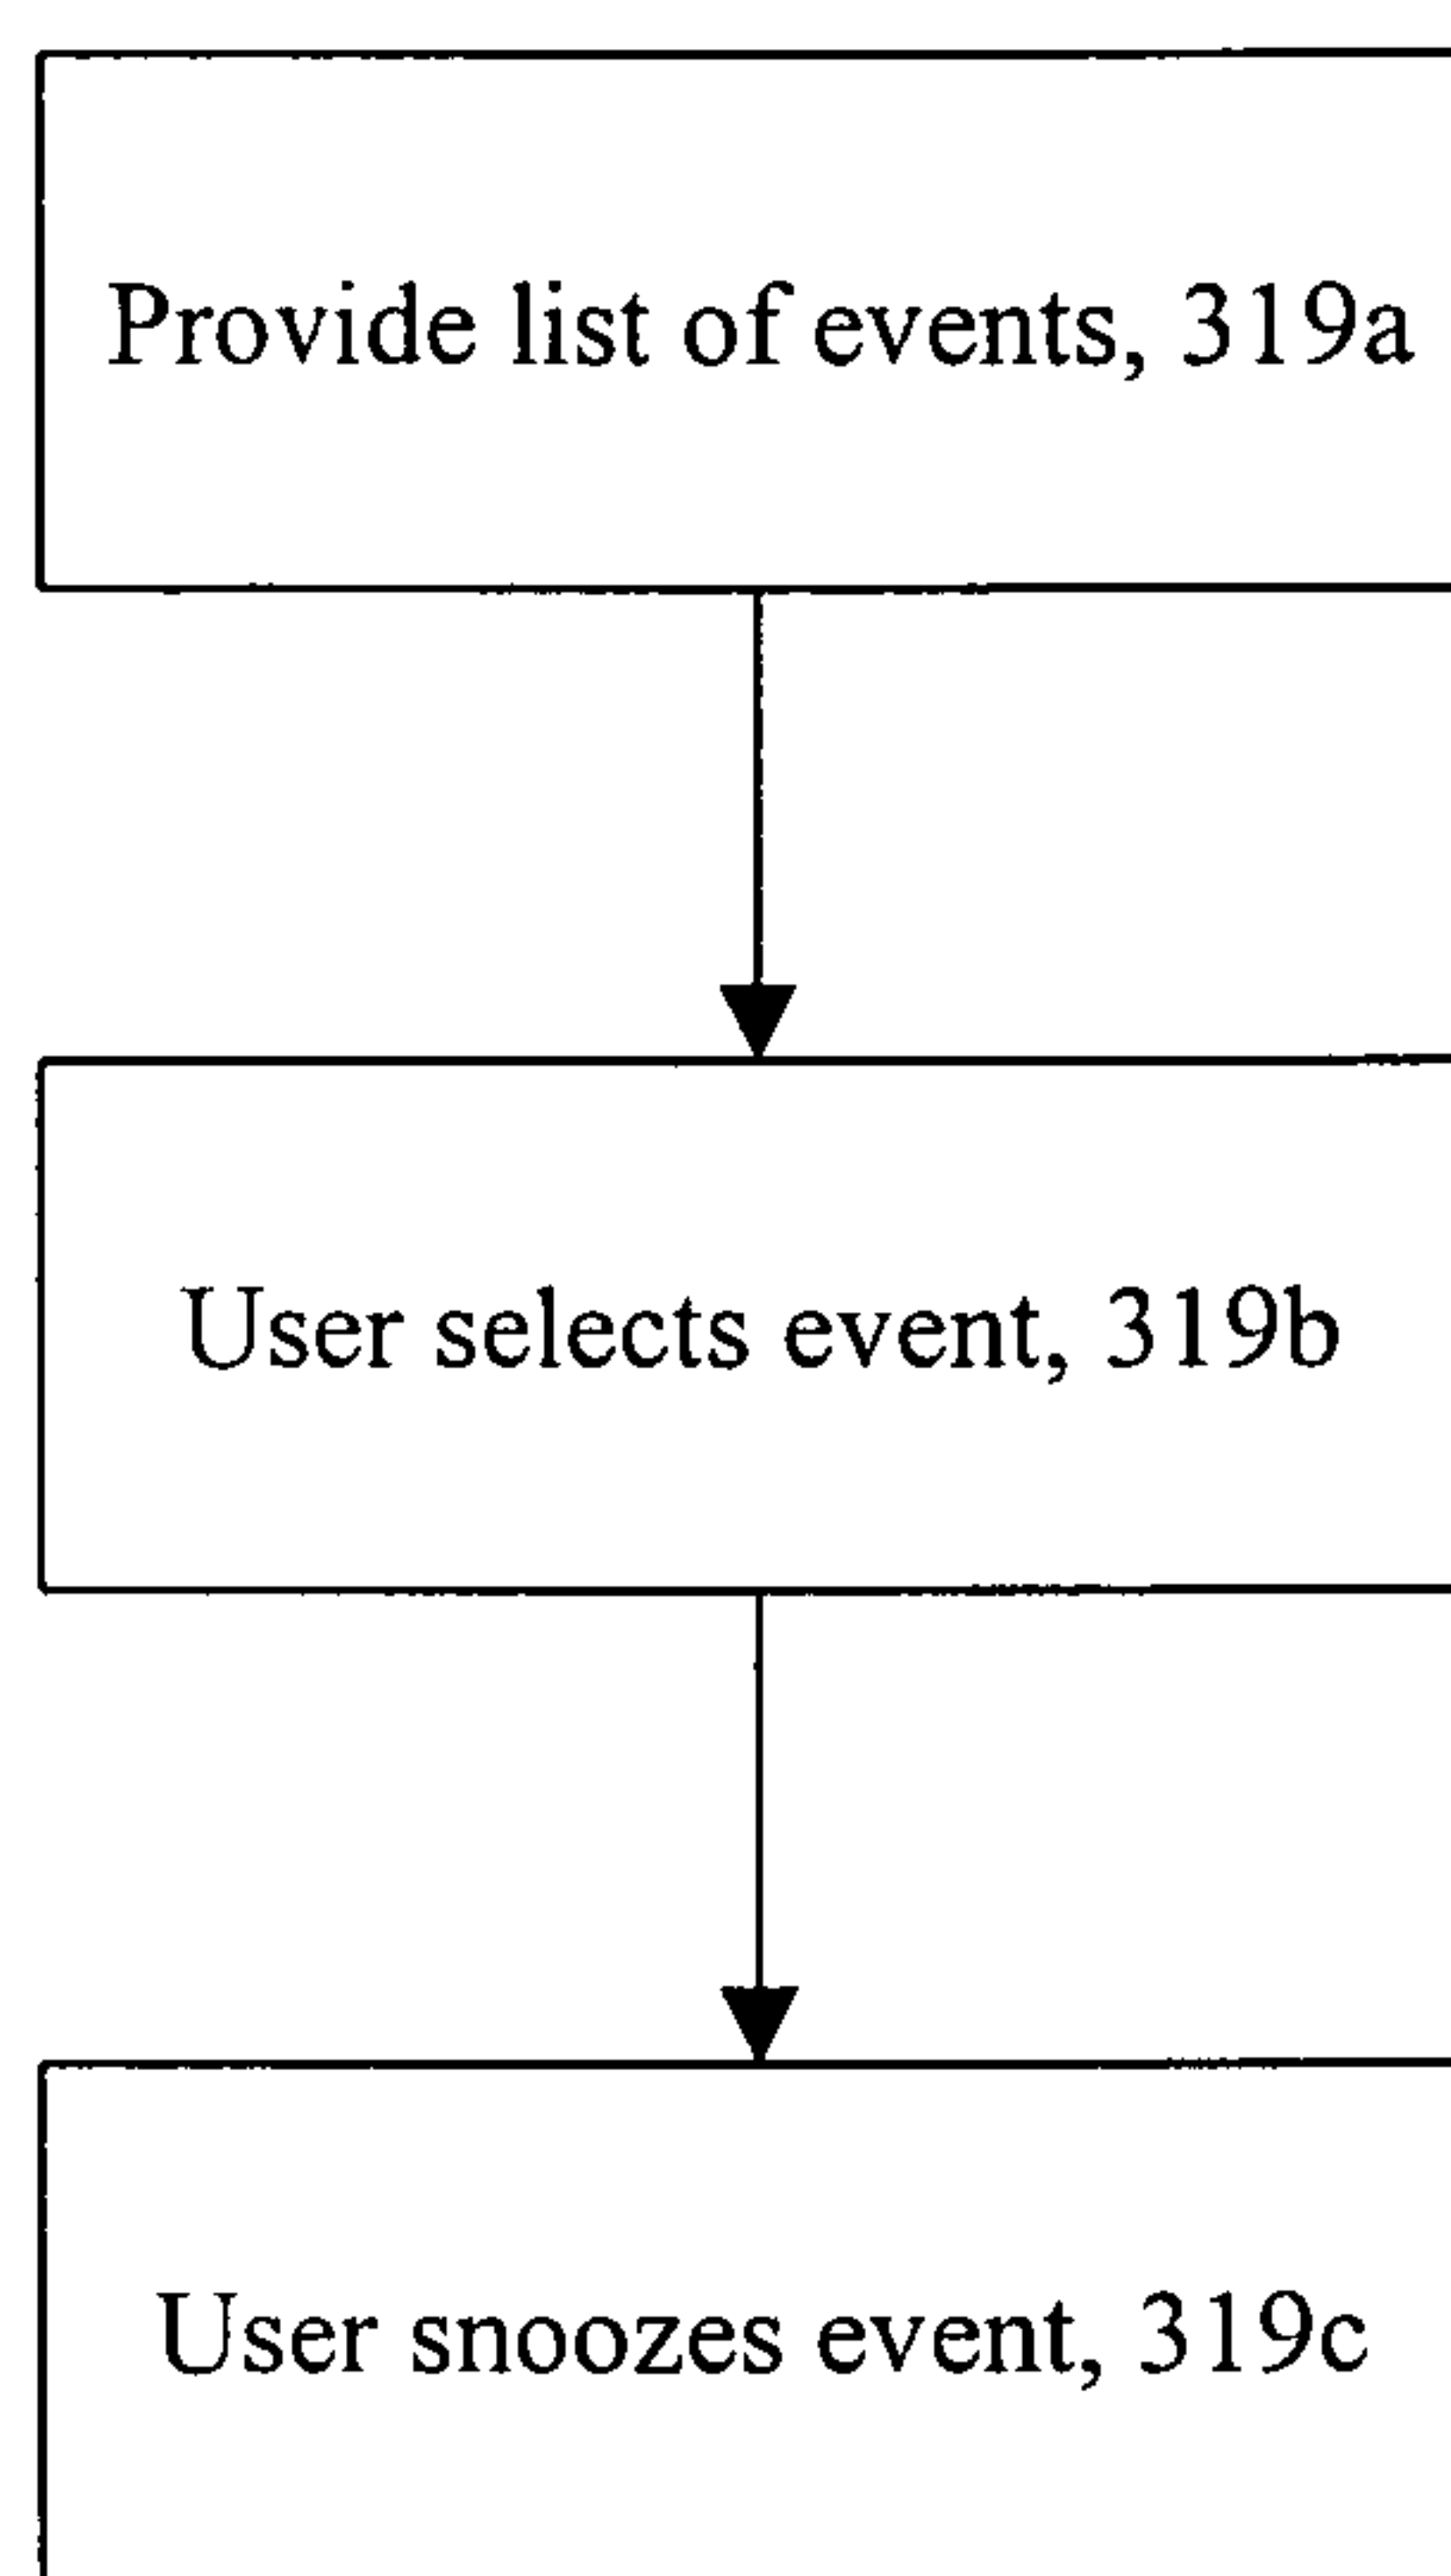 Provide list of events, 319a
User selects event, 319b
User snoozes event, 319c